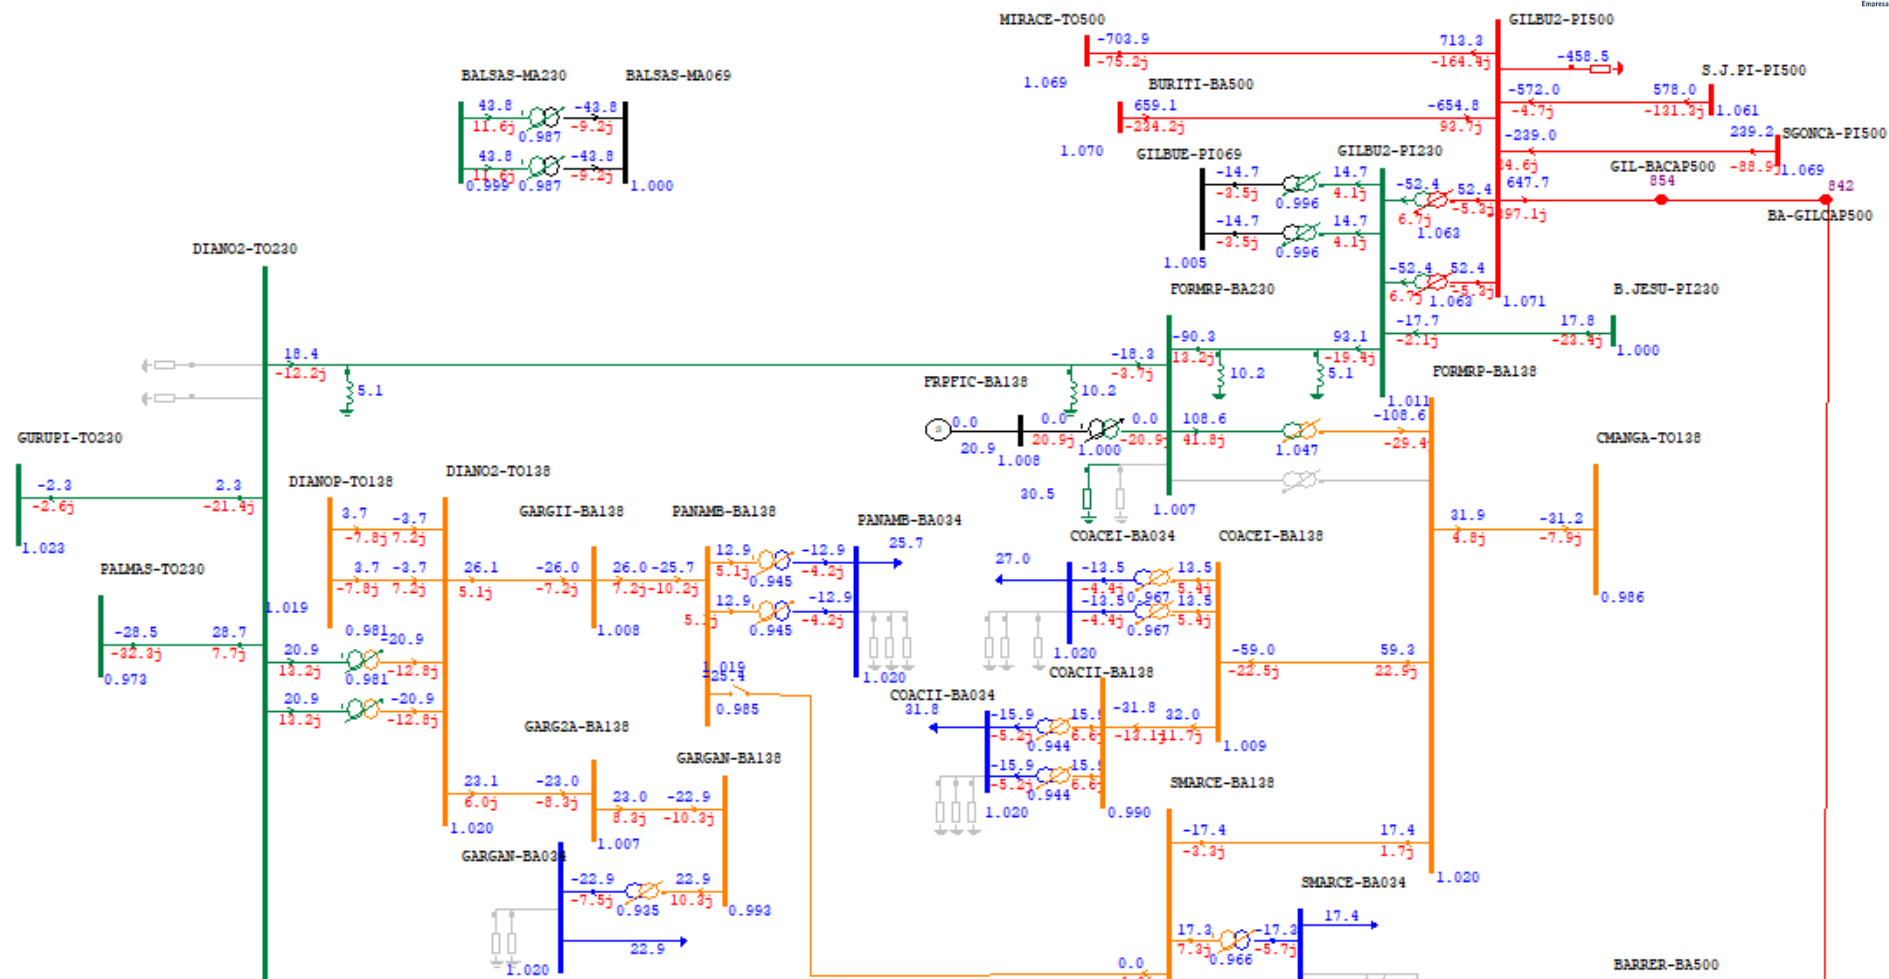 Empresa
MIRACE-TO500
GILBU2-PI500
-703.9
713.3
-75.2j
-164.4j
-458.5
BALSAS-MA230
BALSAS-MA069
1.069
BURITI-BA500
S.J.PI-PI500
43.8
-43.8
659.1
-654.8
-572.0
578.0
11.6j
-9.2j
-234.2j
93.7j
-4.7j
-131.3j
1.061
0.987
SGONCA-PI500
43.8
-43.8
1.070
GILBUE-PI069
GILBU2-PI230
-239.0
239.2
11.6j
-9.2j
GIL-BACAP500
-88.9j
1.069
0.999
0.987
1.000
-14.7
14.7
-52.4
52.4
647.7
854
842
-3.5j
4.1j
0.996
6.7j
-5.3j
BA-GILCAP500
-14.7
14.7
1.063
-3.5j
4.1j
0.996
DIANO2-TO230
1.005
-52.4
52.4
6.7j
-5.3j
1.063
1.071
FORMRP-BA230
B.JESU-PI230
-17.7
17.8
-2.1j
-23.4j
1.000
18.4
-18.3
-90.3
93.1
-12.2j
-3.7j
13.2j
-19.4j
5.1
10.2
10.2
5.1
FRPFIC-BA138
FORMRP-BA138
1.011
0.0
0.0
0.0
108.6
-108.6
20.9
20.9j
-20.9j
41.8j
-29.4
1.008
1.000
1.047
GURUPI-TO230
CMANGA-TO138
-2.3
2.3
-2.6j
-21.4j
1.023
DIANOP-TO138
DIANO2-TO138
30.5
1.007
3.7
-3.7
-7.8j
7.2j
GARGII-BA138
PANAMB-BA138
PANAMB-BA034
31.9
-31.2
4.8j
-7.9j
COACEI-BA034
COACEI-BA138
PALMAS-TO230
3.7
-3.7
26.1
-26.0
26.0
-25.7
12.9
-12.9
25.7
27.0
-13.5
13.5
-7.8j
7.2j
5.1j
-7.2j
7.2j
-10.2j
5.1j
-4.2j
0.945
-4.4j
5.4j
0.967
1.019
12.9
-12.9
-13.5
13.5
0.986
-4.2j
0.945
-4.4j
5.4j
0.967
-28.5
28.7
0.981
-20.9
1.008
-32.3j
7.7j
20.9
13.2j
-12.8j
0.981
0.973
1.019
25.4
1.020
1.020
-59.0
59.3
-22.5j
22.9j
COACII-BA138
20.9
-20.9
13.2j
-12.8j
0.985
COACII-BA034
31.8
-15.9
-31.8
32.0
-5.2j
-13.1j
0.944
1.009
GARG2A-BA138
GARGAN-BA138
-15.9
-5.2j
6.6j
0.944
23.1
-23.0
6.0j
-8.3j
23.0
-22.9
8.3j
-10.3j
1.020
0.990
SMARCE-BA138
1.020
1.007
-17.4
17.4
-3.3j
1.7j
GARGAN-BA034
-22.9
22.9
-7.5j
10.3j
0.935
0.993
1.020
SMARCE-BA034
17.4
22.9
1.020
17.3
-17.3
7.3j
-5.7j
0.966
0.0
BARRER-BA500